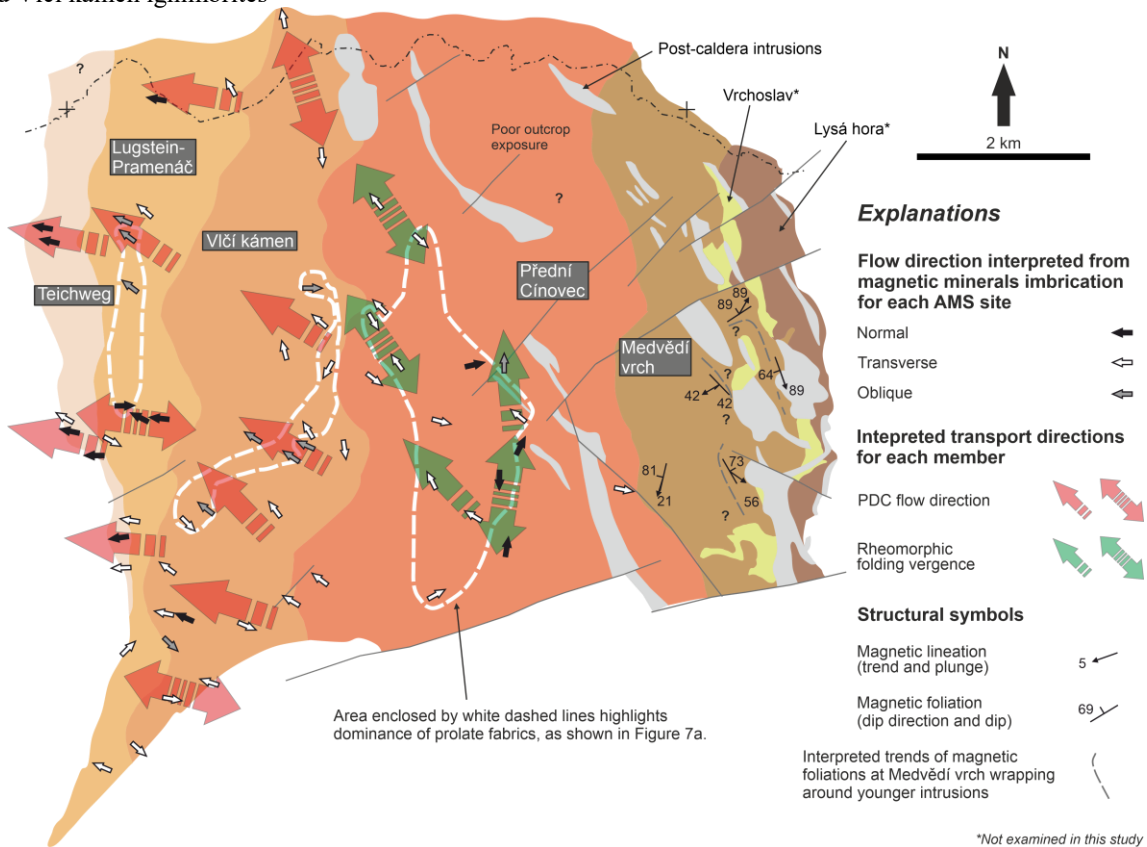 Vlčí kámen ignimbrites
Post-caldera intrusions
N
?
Vrchoslav*
Lysá hora*
2 km
Lugstein-
Pramenáč
Poor outcrop
exposure
?
Explanations
Vlčí kámen
Flow direction interpreted from
magnetic minerals imbrication
for each AMS site
Teichweg
Přední
Cínovec
89
89
?
Normal
Medvědí
vrch
Transverse
64
?
42
42
89
Oblique
?
Intepreted transport directions
for each member
81
21
73
56
?
PDC flow direction
Rheomorphic
folding vergence
Structural symbols
Magnetic lineation
(trend and plunge)
5
Magnetic foliation
(dip direction and dip)
69
Area enclosed by white dashed lines highlights
dominance of prolate fabrics, as shown in Figure 7a.
Interpreted trends of magnetic
foliations at Medvědí vrch wrapping
around younger intrusions
*Not examined in this study